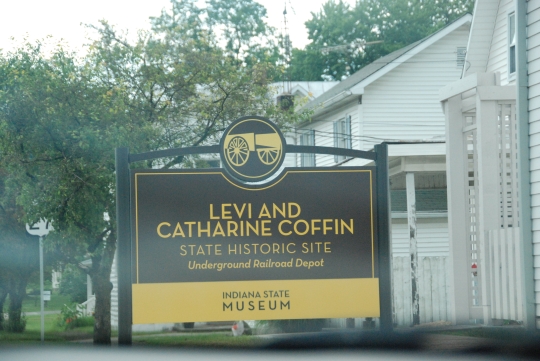 LEVI AND
CATHARINE COFFIN
STATE HISTORIC SITE
Underground Railroad Depot
INDIANA STATE
MUSEUM